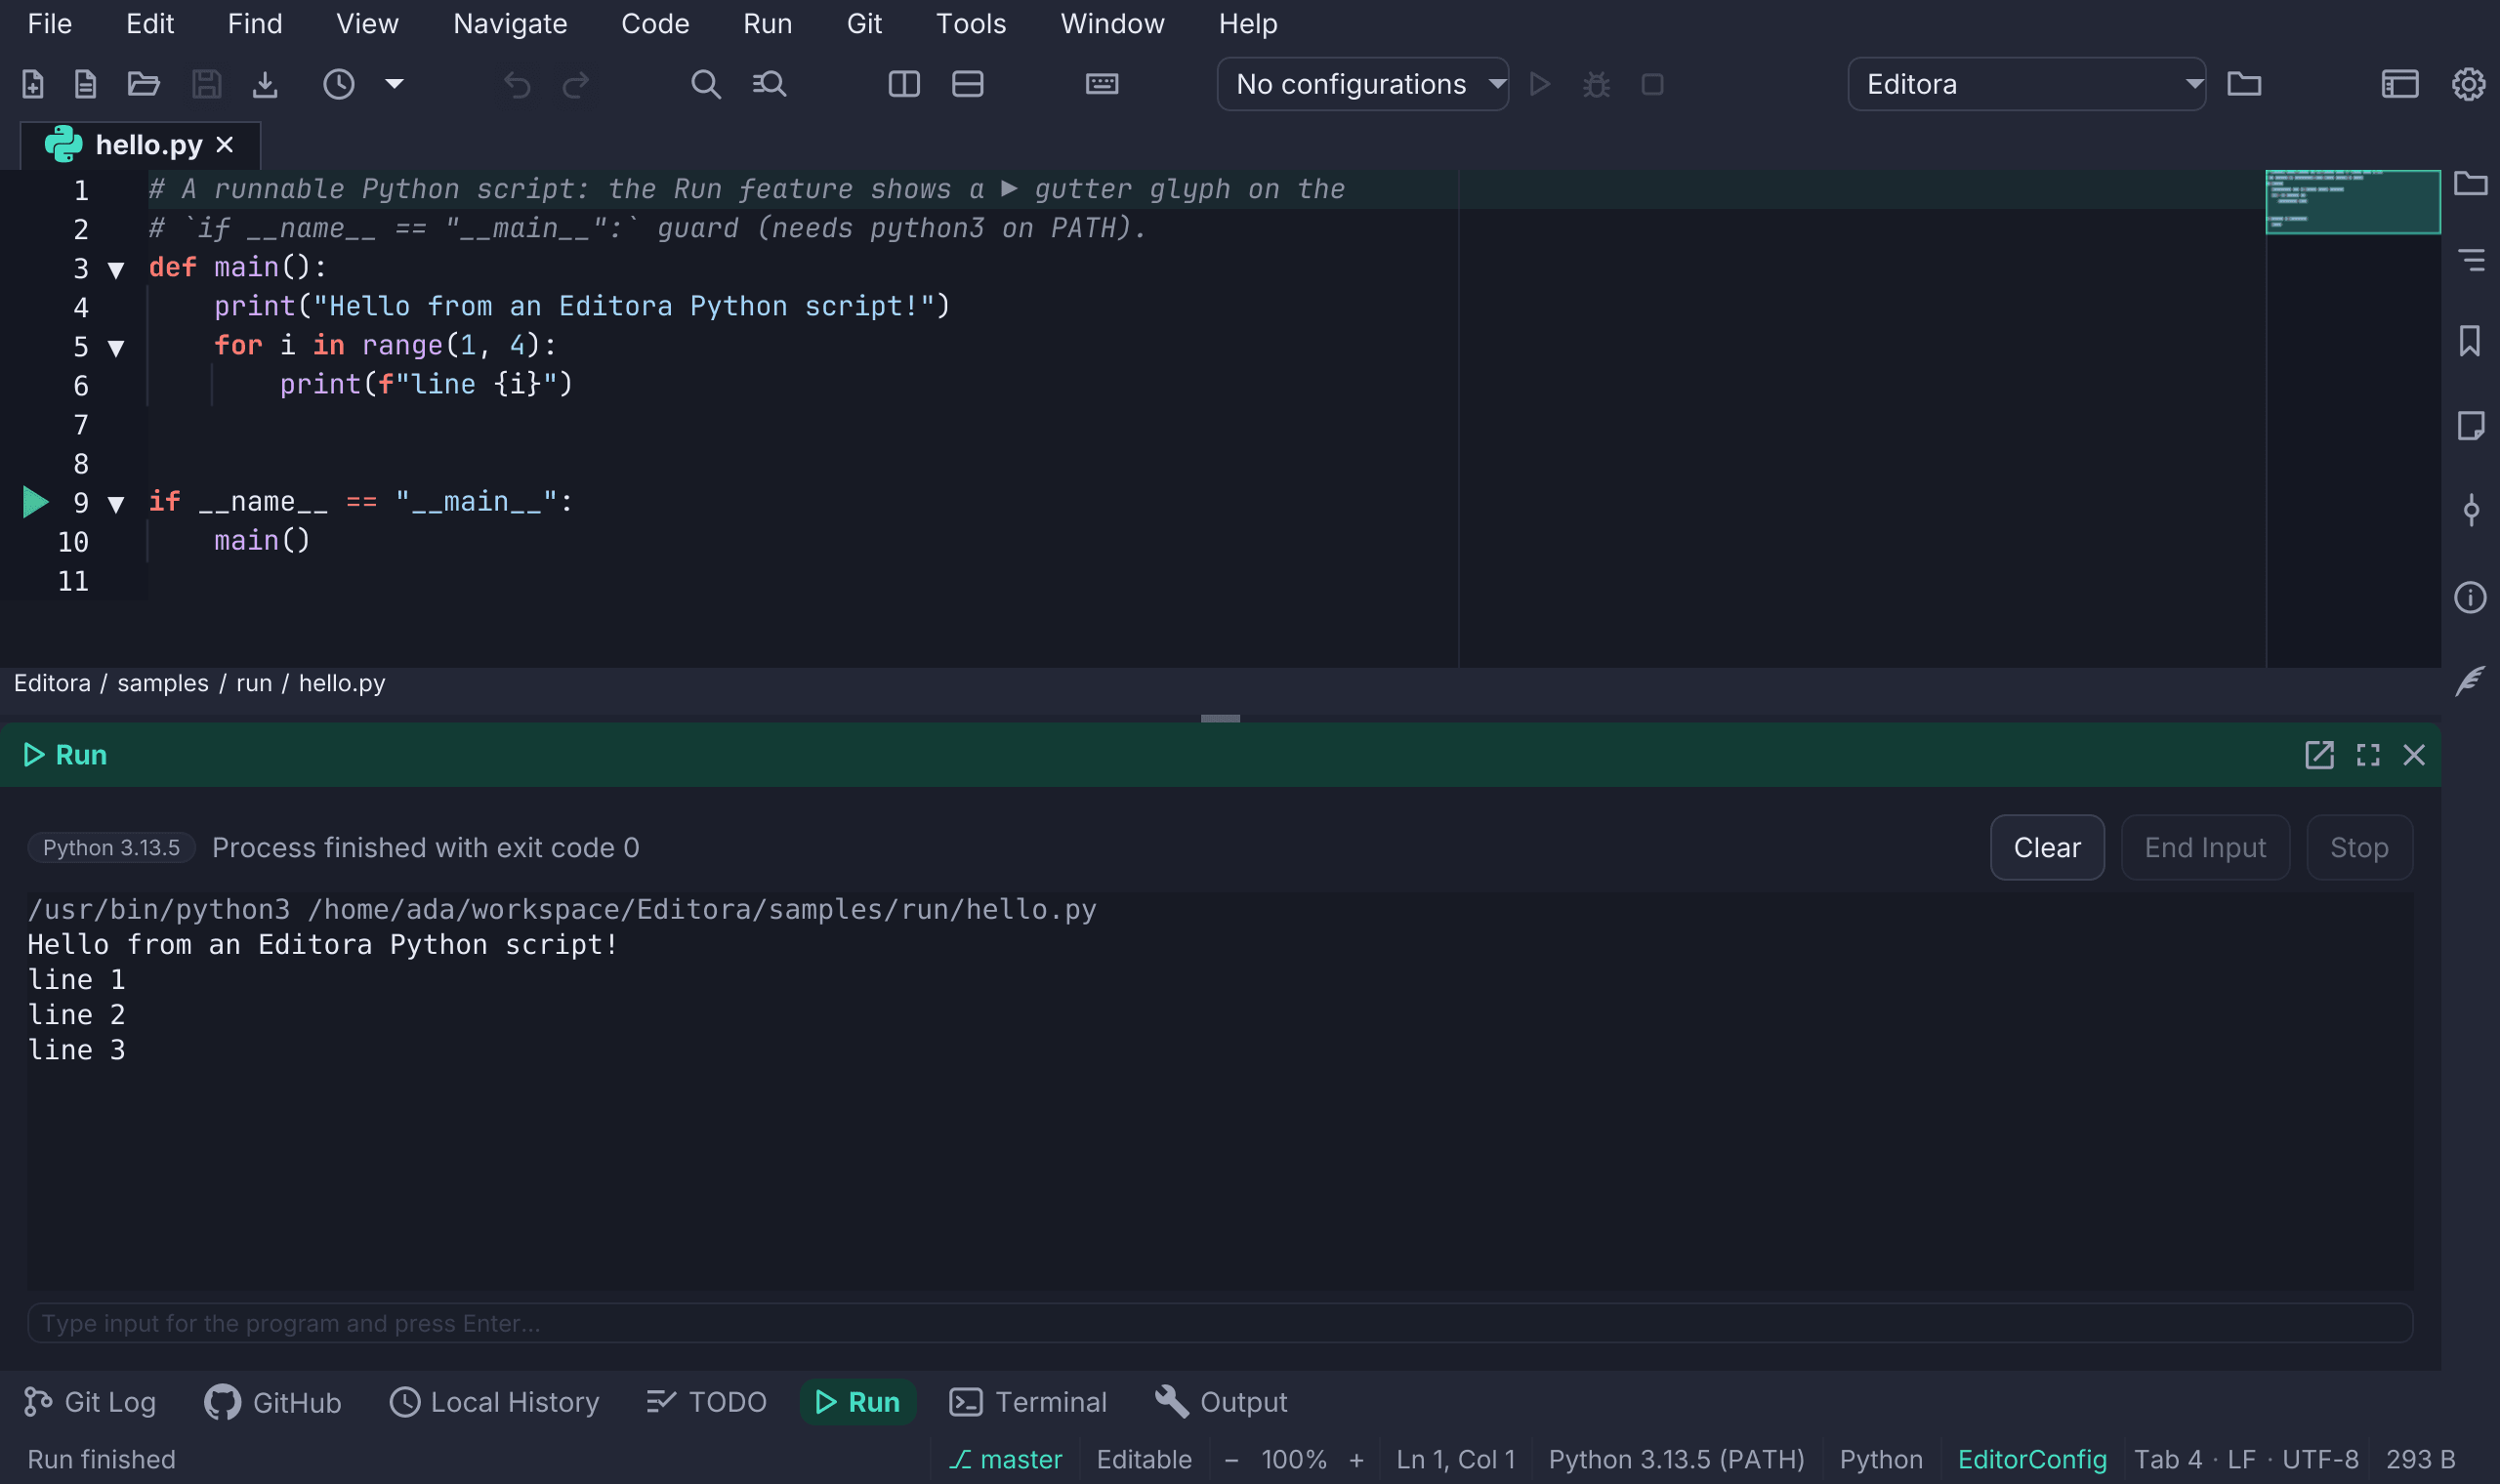 File Edit Find View Navigate Code Run Git Tools Window Help
No configurations Editora
hello.py
1 # A runnable Python script: the Run feature shows a ▶ gutter glyph on the
2 # `if __name__ == "__main__":` guard (needs python3 on PATH).
3 def main():
4 print("Hello from an Editora Python script!")
5 for i in range(1, 4):
6 print(f"line {i}")
7
8
9 if __name__ == "__main__":
10 main()
11
Editora / samples / run / hello.py
Run
Python 3.13.5 Process finished with exit code 0 Clear End Input Stop
/usr/bin/python3 /home/ada/workspace/Editora/samples/run/hello.py
Hello from an Editora Python script!
line 1
line 2
line 3
Type input for the program and press Enter...
Git Log GitHub Local History TODO Run Terminal Output
Run finished master Editable − 100% + Ln 1, Col 1 Python 3.13.5 (PATH) Python EditorConfig Tab 4 · LF · UTF-8 293 B